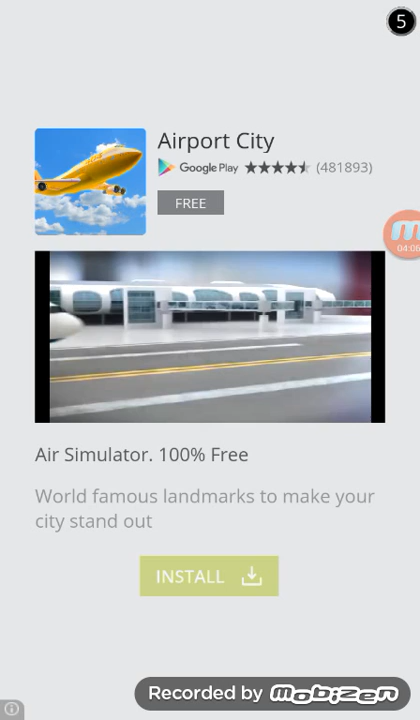 5
Airport City
Google Play (481893)
FREE
04:06
Air Simulator. 100% Free
World famous landmarks to make your
city stand out
INSTALL
Recorded by Mobizen